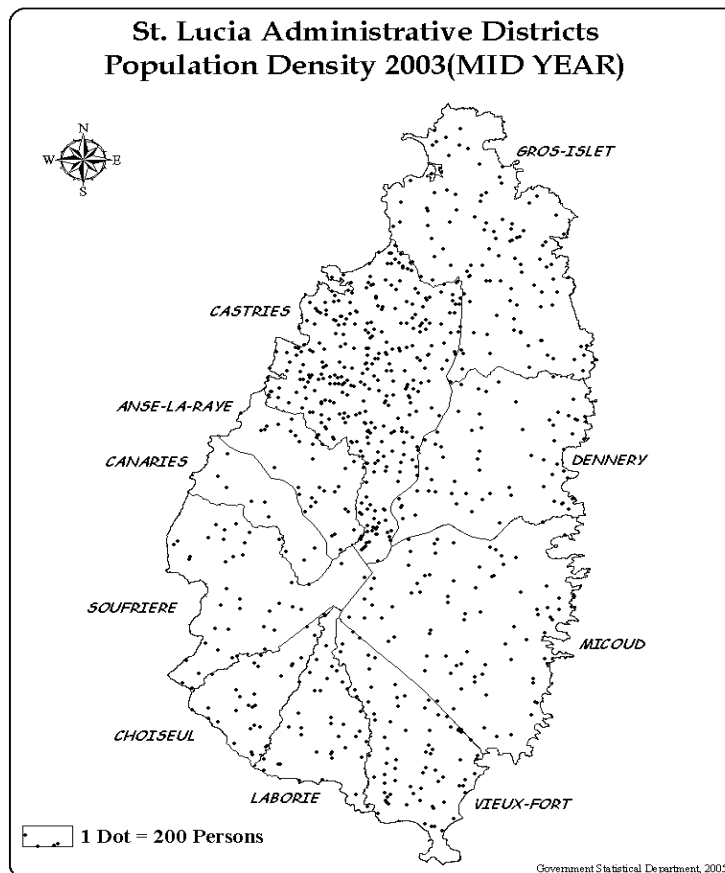 St. Lucia Administrative Districts
Population Density 2003(MID YEAR)
N
W E
S
GROS-ISLET
CASTRIES
ANSE-LA-RAYE
CANARIES
DENNERY
SOUFRIERE
MICOUD
CHOISEUL
LABORIE
VIEUX-FORT
1 Dot = 200 Persons
Government Statistical Department, 2005